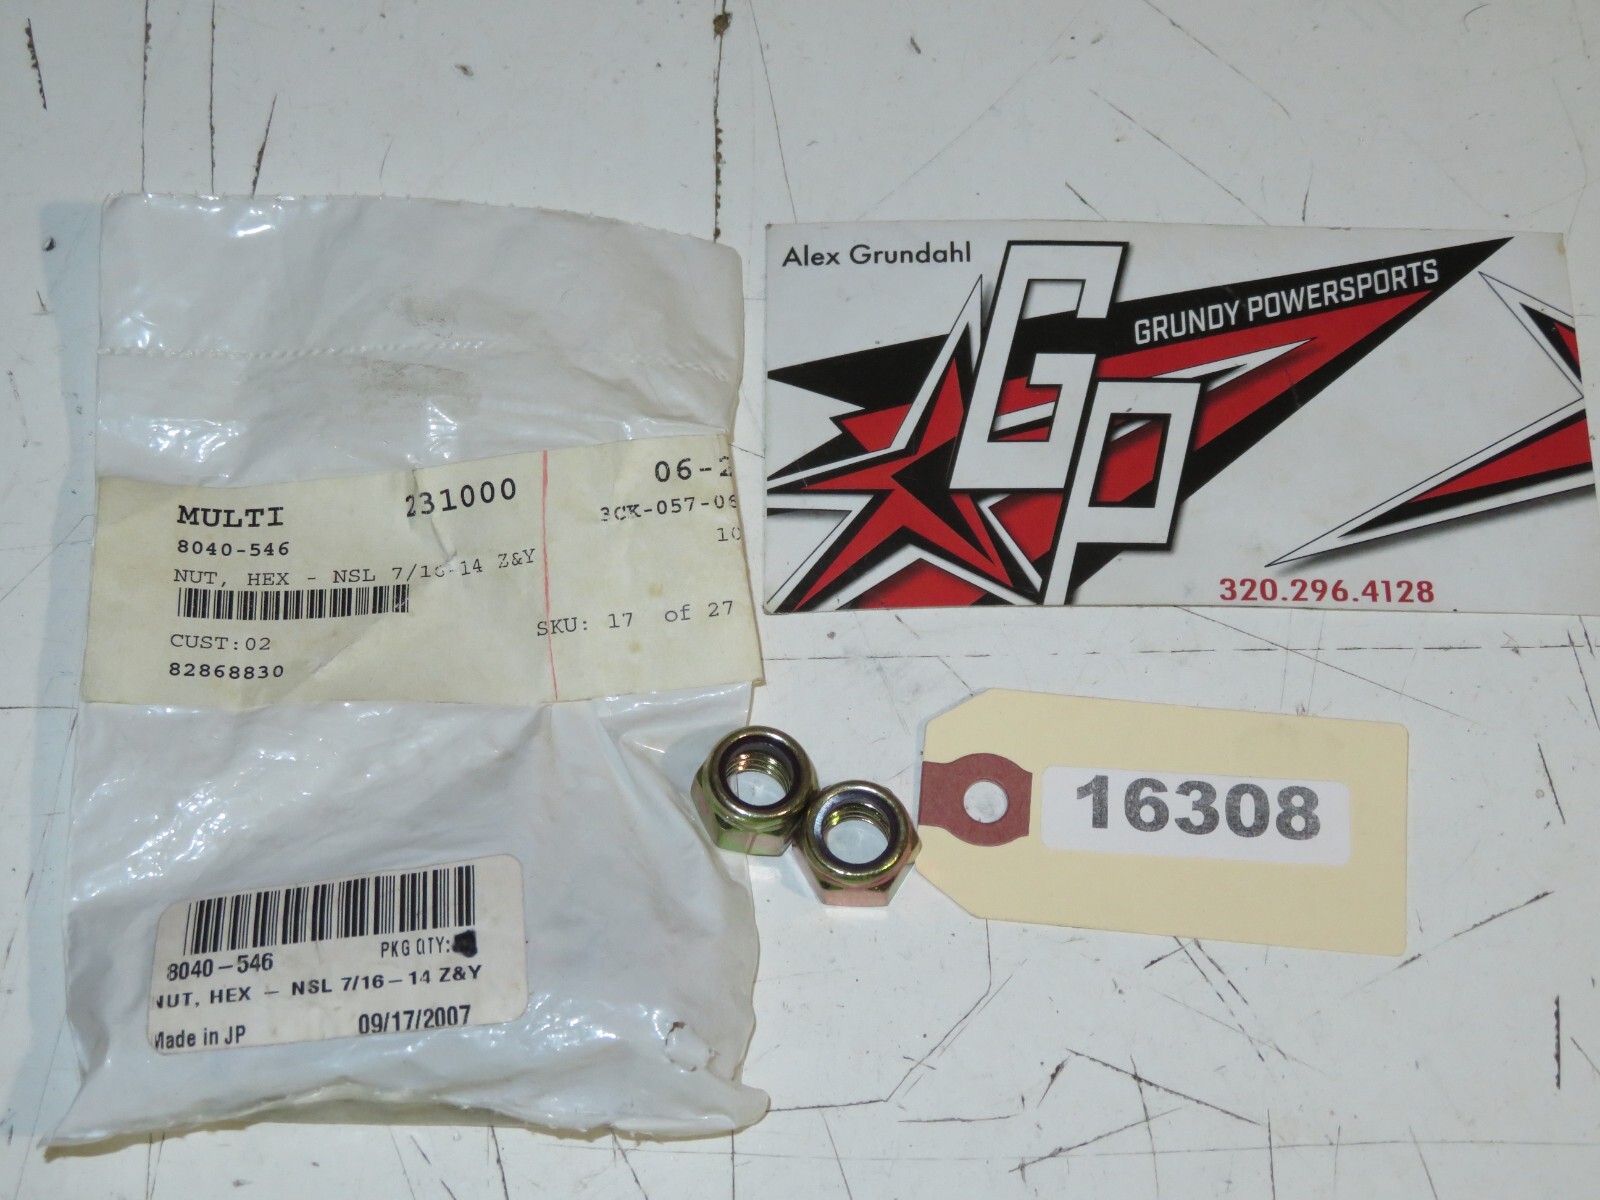 MULTI
231000
06-2
8040-546
3CK-057-06
10
NUT, HEX - NSL 7/16-14 Z&Y
CUST:02
SKU: 17 of 27
82868830
PKG QTY:
8040-546
NUT, HEX - NSL 7/16-14 Z&Y
Made in JP
09/17/2007
Alex Grundahl
GP
GRUNDY POWERSPORTS
320.296.4128
16308